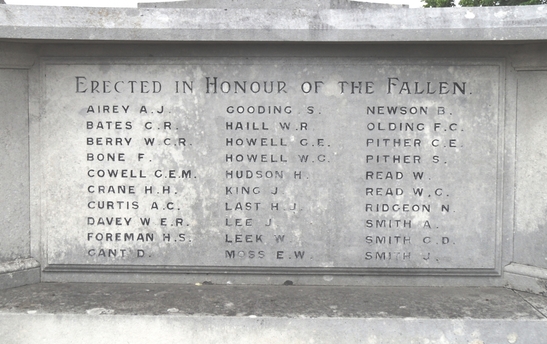 ERECTED IN HONOUR OF THE FALLEN.
AIREY A.J.
BATES C.R.
BERRY W.C.R.
BONE F.
COWELL G.E.M.
CRANE H.H.
CURTIS A.C.
DAVEY W.E.R.
FOREMAN H.S.
GANT D.
GOODING S.
HAILL W.R
HOWELL G.E.
HOWELL W.G.
HUDSON H.
KING J
LAST H.J.
LEE J
LEEK W
MOSS E.W.
NEWSON B.
OLDING F.C.
PITHER C.E.
PITHER S.
READ W.
READ W.G.
RIDGEON N
SMITH A.
SMITH G.D.
SMITH J.